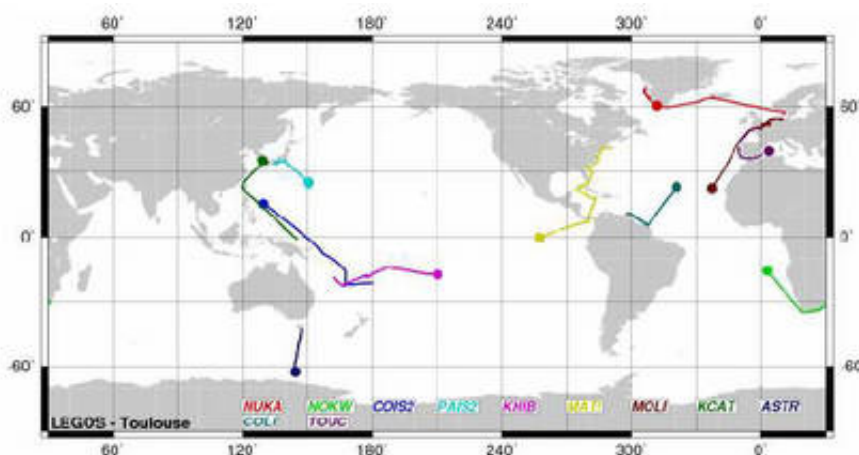 60° 120° 180° 240° 300° 0°
60° 60°
0° 0°
-60° -60°
NUKA NOKW COIS2 PAIS2 KHIB MATI MOLI KCAT ASTR
LEGOS - Toulouse COLI TOUC
60° 120° 180° 240° 300° 0°